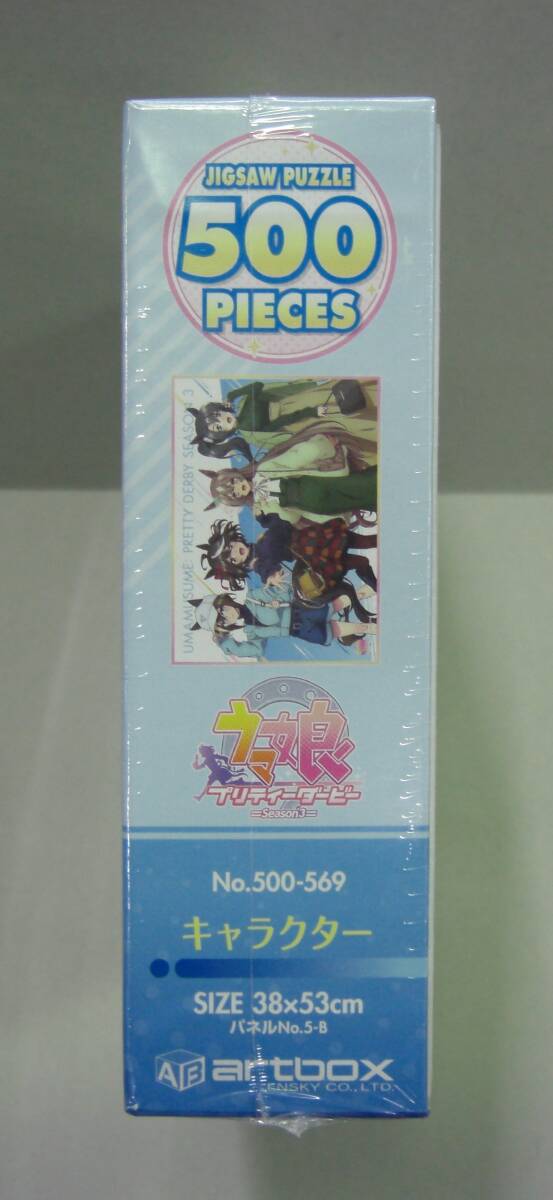 JIGSAW PUZZLE
500
PIECES
UMAMUSUME PRETTY DERBY SEASON 3
ウマ娘
プリティーダービー
=Season3=
No.500-569
キャラクター
SIZE 38×53cm
パネルNo.5-B
AB artbox
ENSKY CO.,LTD.